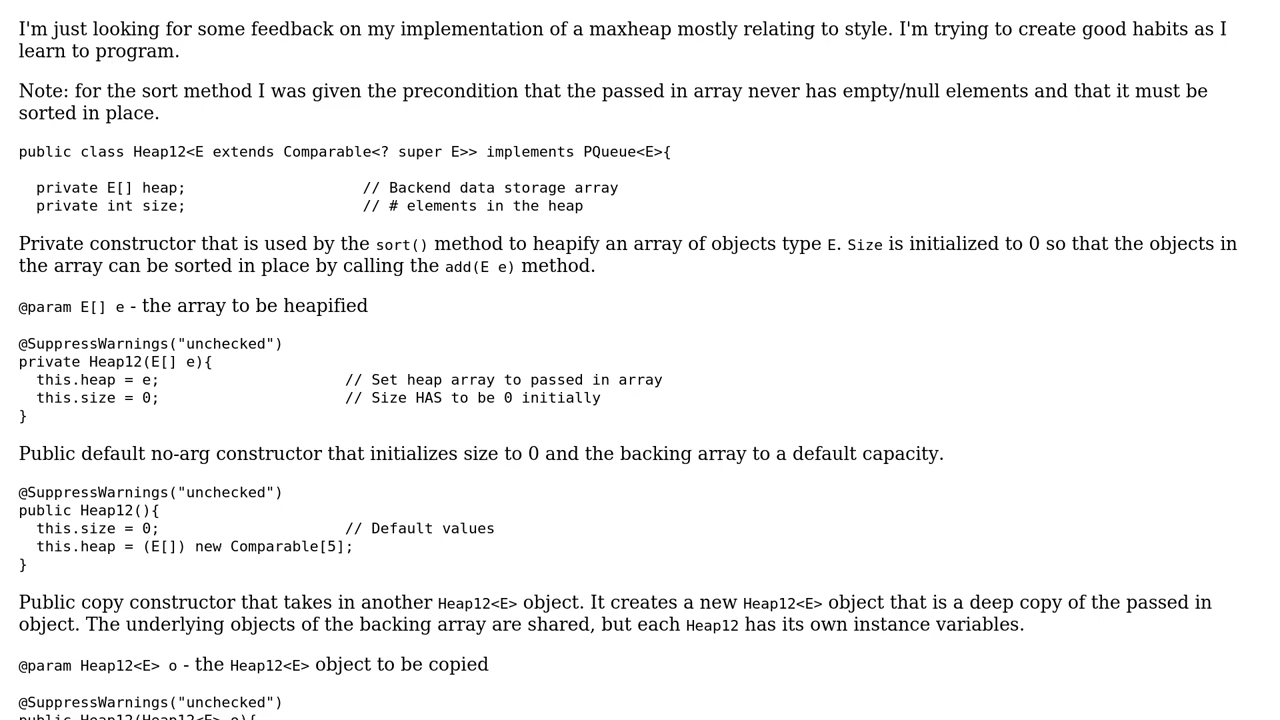 I'm just looking for some feedback on my implementation of a maxheap mostly relating to style. I'm trying to create good habits as I
learn to program.
Note: for the sort method I was given the precondition that the passed in array never has empty/null elements and that it must be
sorted in place.
public class Heap12<E extends Comparable<? super E>> implements PQueue<E>{
  private E[] heap;                    // Backend data storage array
  private int size;                    // # elements in the heap
Private constructor that is used by the sort() method to heapify an array of objects type E. Size is initialized to 0 so that the objects in
the array can be sorted in place by calling the add(E e) method.
@param E[] e - the array to be heapified
@SuppressWarnings("unchecked")
private Heap12(E[] e){
  this.heap = e;                     // Set heap array to passed in array
  this.size = 0;                     // Size HAS to be 0 initially
}
Public default no-arg constructor that initializes size to 0 and the backing array to a default capacity.
@SuppressWarnings("unchecked")
public Heap12(){
  this.size = 0;                     // Default values
  this.heap = (E[]) new Comparable[5];
}
Public copy constructor that takes in another Heap12<E> object. It creates a new Heap12<E> object that is a deep copy of the passed in
object. The underlying objects of the backing array are shared, but each Heap12 has its own instance variables.
@param Heap12<E> o - the Heap12<E> object to be copied
@SuppressWarnings("unchecked")
public Heap12(Heap12<E> o){